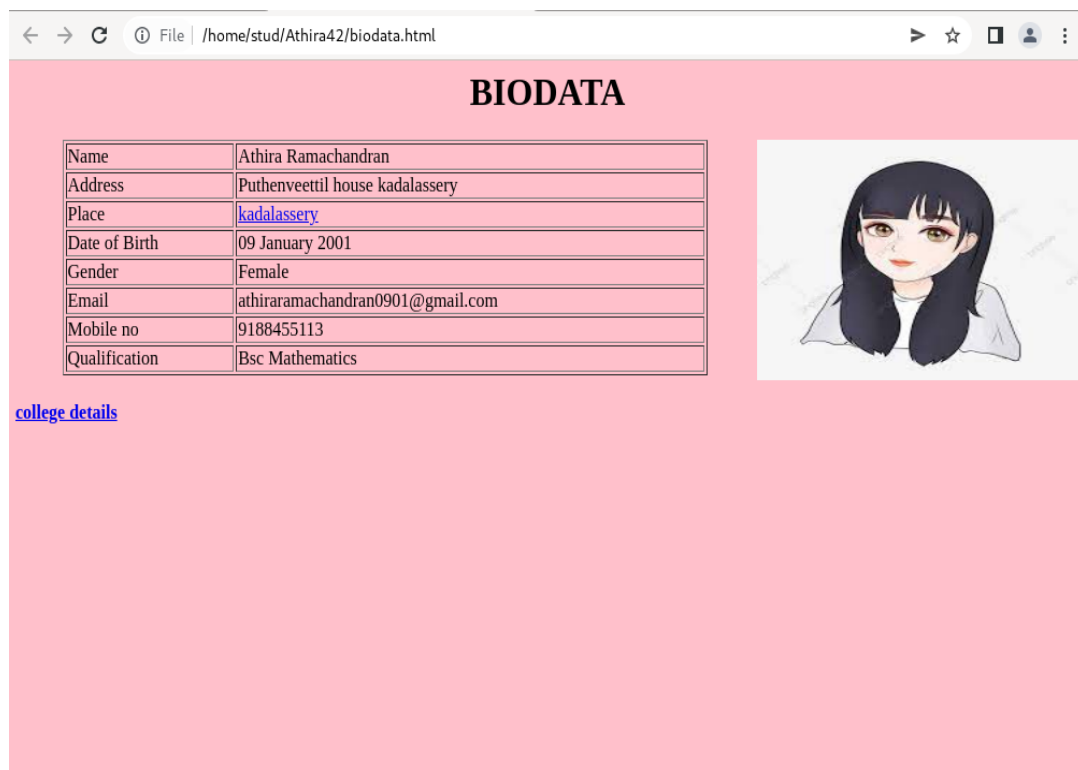 File /home/stud/Athira42/biodata.html
BIODATA
Name Athira Ramachandran
Address Puthenveettil house kadalassery
Place kadalassery
Date of Birth 09 January 2001
Gender Female
Email athiraramachandran0901@gmail.com
Mobile no 9188455113
Qualification Bsc Mathematics
college details